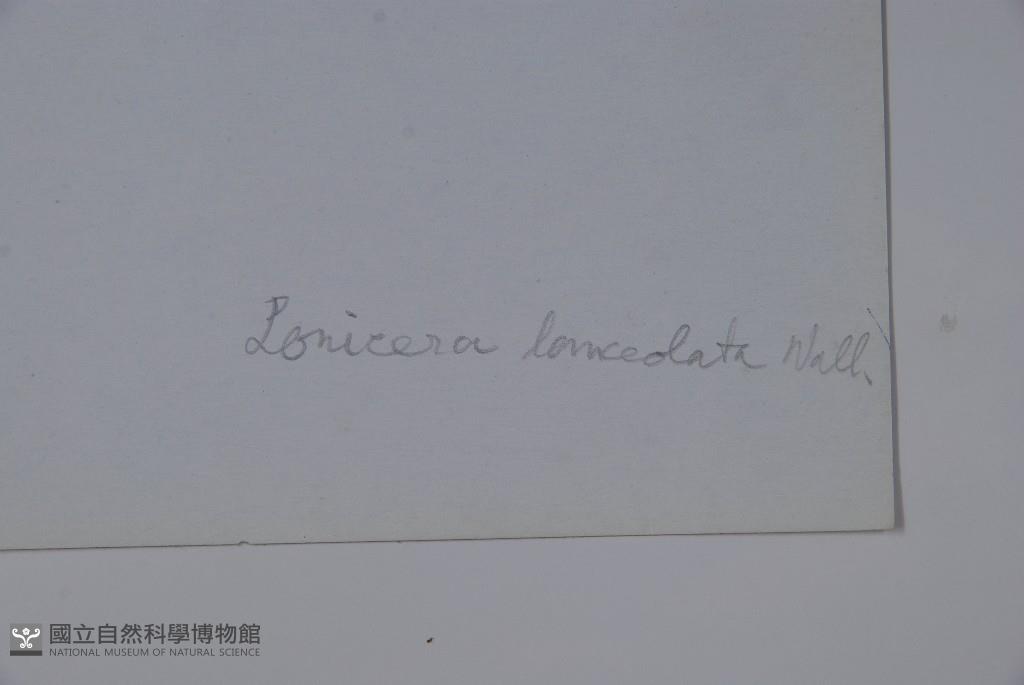 Lonicera lanceolata Wall.
國立自然科學博物館
NATIONAL MUSEUM OF NATURAL SCIENCE